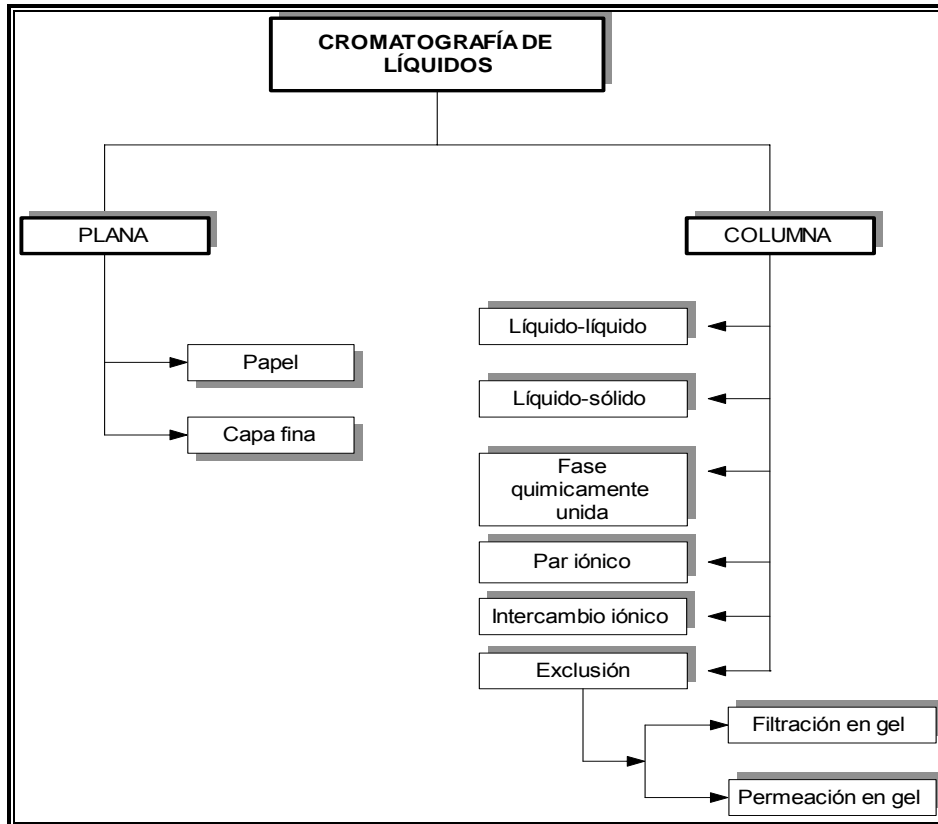 CROMATOGRAFÍA DE
LÍQUIDOS
PLANA
COLUMNA
Papel
Capa fina
Líquido-líquido
Líquido-sólido
Fase
quimicamente
unida
Par iónico
Intercambio iónico
Exclusión
Filtración en gel
Permeación en gel